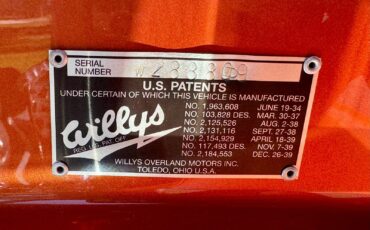 SERIAL
NUMBER
U.S. PATENTS
UNDER CERTAIN OF WHICH THIS VEHICLE IS MANUFACTURED
NO. 1,963,608 JUNE 19-34
NO. 103,828 DES. MAR. 30-37
NO. 2,125,526 AUG. 2-38
NO. 2,131,116 SEPT. 27-38
NO. 2,154,929 APRIL 18-39
NO. 117,493 DES. NOV. 7-39
NO. 2,184,553 DEC. 26-39
Willys
REG. U.S. PAT. OFF.
WILLYS OVERLAND MOTORS INC.
TOLEDO, OHIO U.S.A.